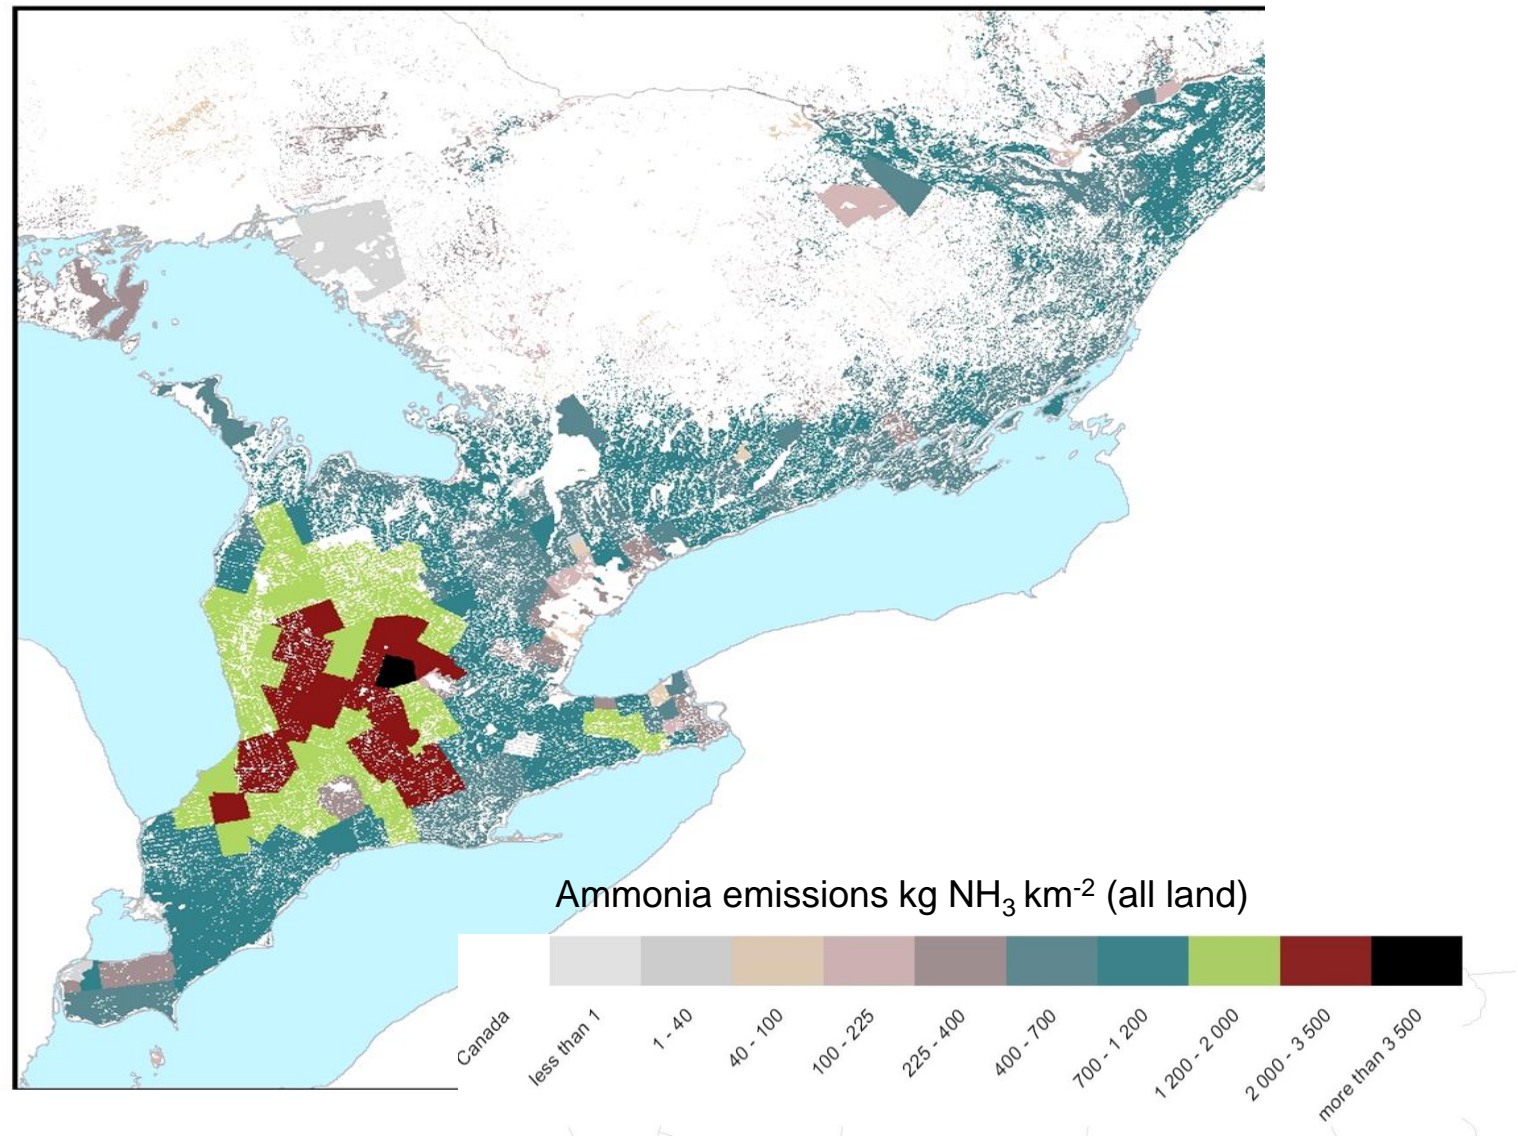 Ammonia emissions kg NH₃ km⁻² (all land)
Canada
less than 1
1 - 40
40 - 100
100 - 225
225 - 400
400 - 700
700 - 1 200
1 200 - 2 000
2 000 - 3 500
more than 3 500